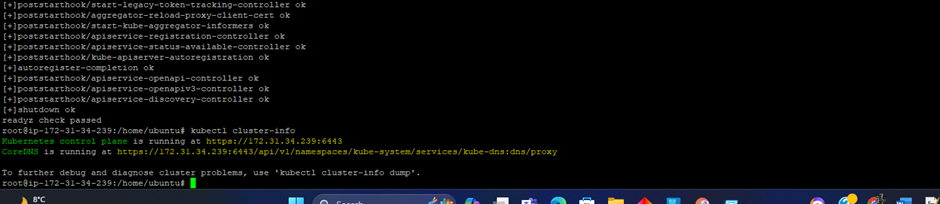 [+]poststarthook/start-legacy-token-tracking-controller ok
[+]poststarthook/aggregator-reload-proxy-client-cert ok
[+]poststarthook/start-kube-aggregator-informers ok
[+]poststarthook/apiservice-registration-controller ok
[+]poststarthook/apiservice-status-available-controller ok
[+]poststarthook/kube-apiserver-autoregistration ok
[+]autoregister-completion ok
[+]poststarthook/apiservice-openapi-controller ok
[+]poststarthook/apiservice-openapiv3-controller ok
[+]poststarthook/apiservice-discovery-controller ok
[+]shutdown ok
readyz check passed
root@ip-172-31-34-239:/home/ubuntu# kubectl cluster-info
Kubernetes control plane is running at https://172.31.34.239:6443
CoreDNS is running at https://172.31.34.239:6443/api/v1/namespaces/kube-system/services/kube-dns:dns/proxy
To further debug and diagnose cluster problems, use 'kubectl cluster-info dump'.
root@ip-172-31-34-239:/home/ubuntu#
8°C
Search